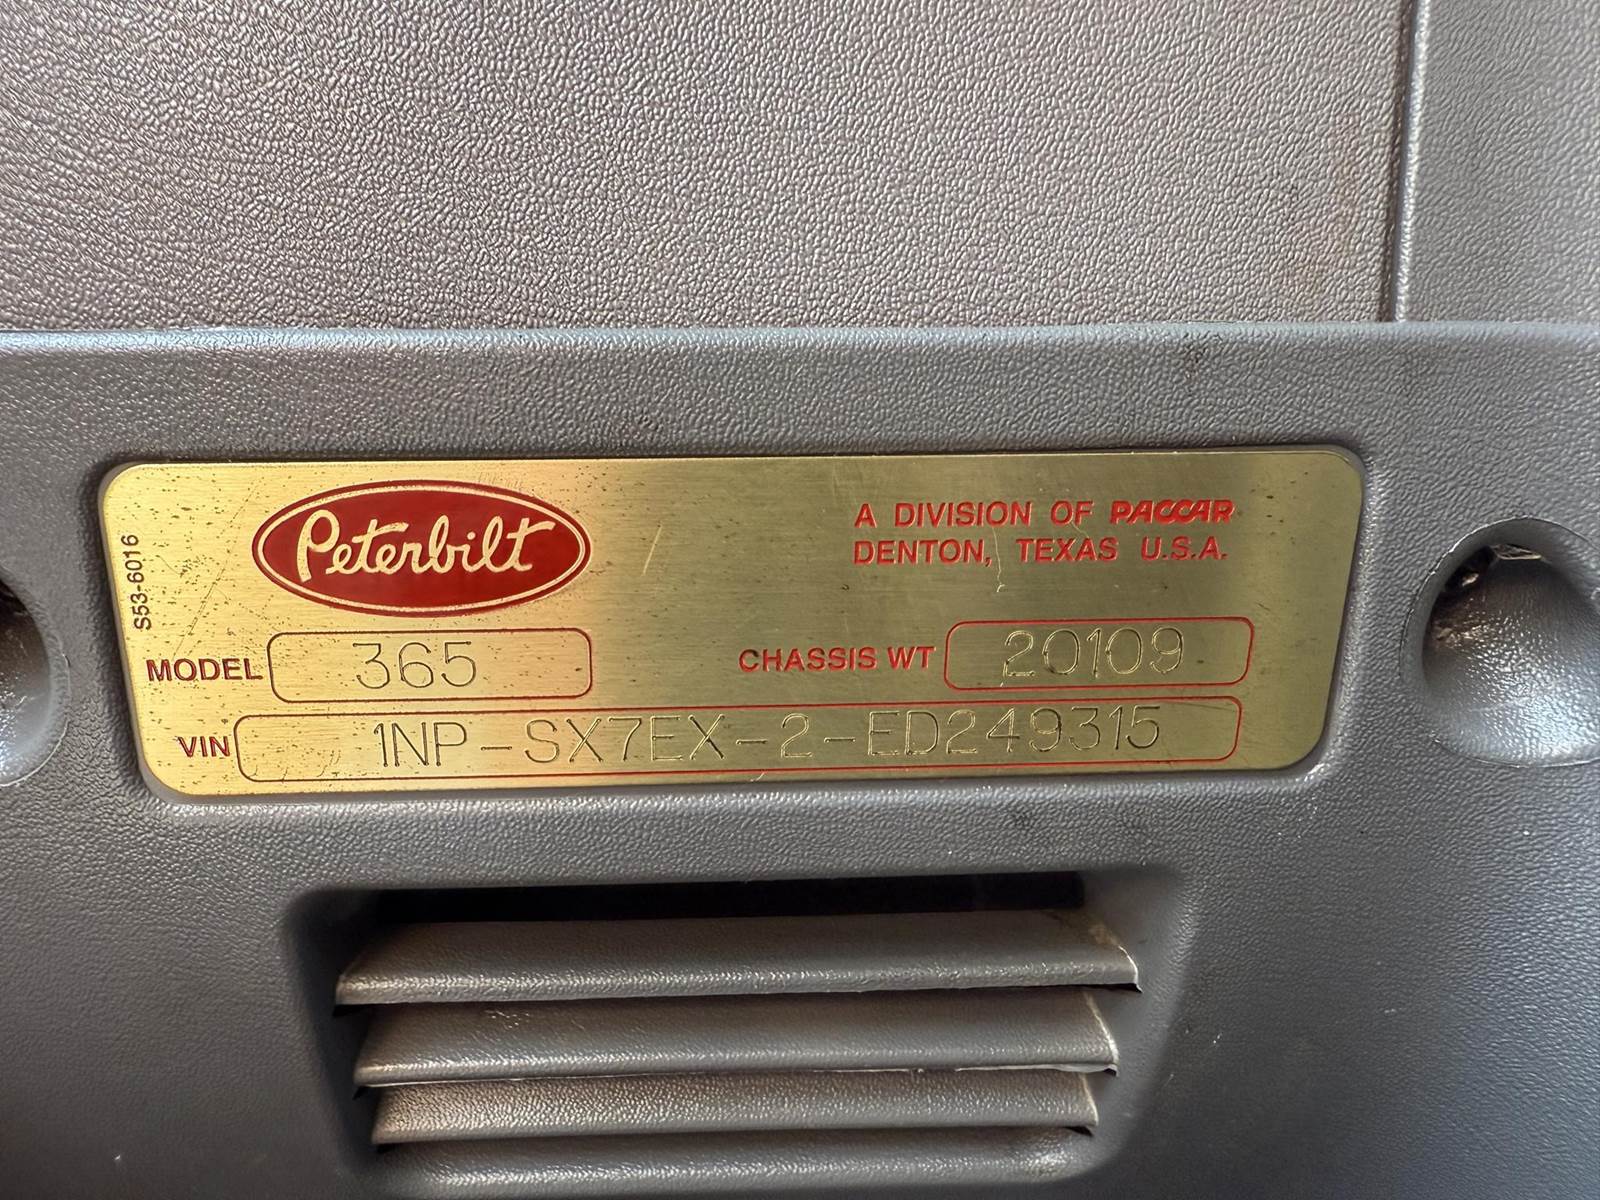 S53-6016
Peterbilt
A DIVISION OF PACCAR
DENTON, TEXAS U.S.A.
MODEL 365
CHASSIS WT 20109
VIN 1NP-SX7EX-2-ED249315